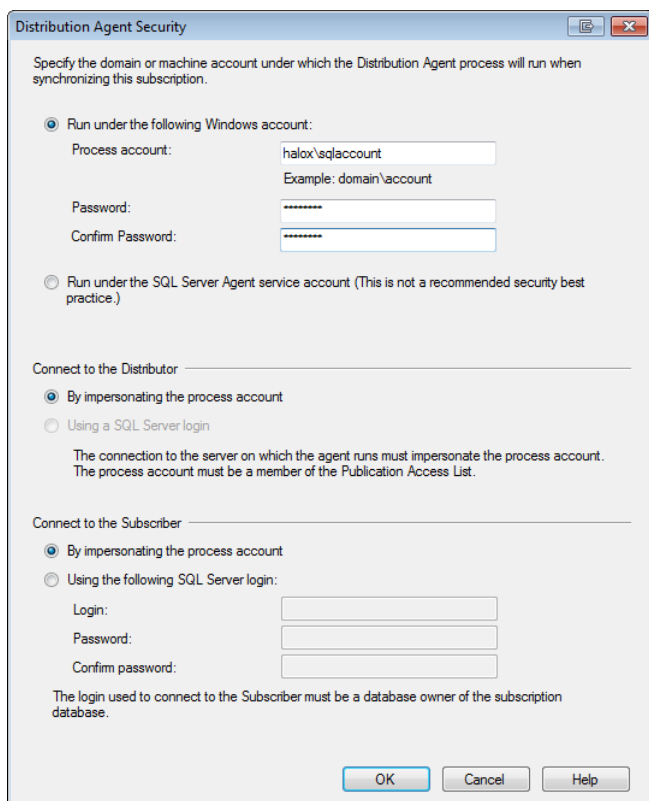 Distribution Agent Security
Specify the domain or machine account under which the Distribution Agent process will run when
synchronizing this subscription.
Run under the following Windows account:
Process account:
halox\sqlaccount
Example: domain\account
Password:
••••••••
Confirm Password:
••••••••
Run under the SQL Server Agent service account (This is not a recommended security best
practice.)
Connect to the Distributor
By impersonating the process account
Using a SQL Server login
The connection to the server on which the agent runs must impersonate the process account.
The process account must be a member of the Publication Access List.
Connect to the Subscriber
By impersonating the process account
Using the following SQL Server login:
Login:
Password:
Confirm password:
The login used to connect to the Subscriber must be a database owner of the subscription
database.
OK
Cancel
Help